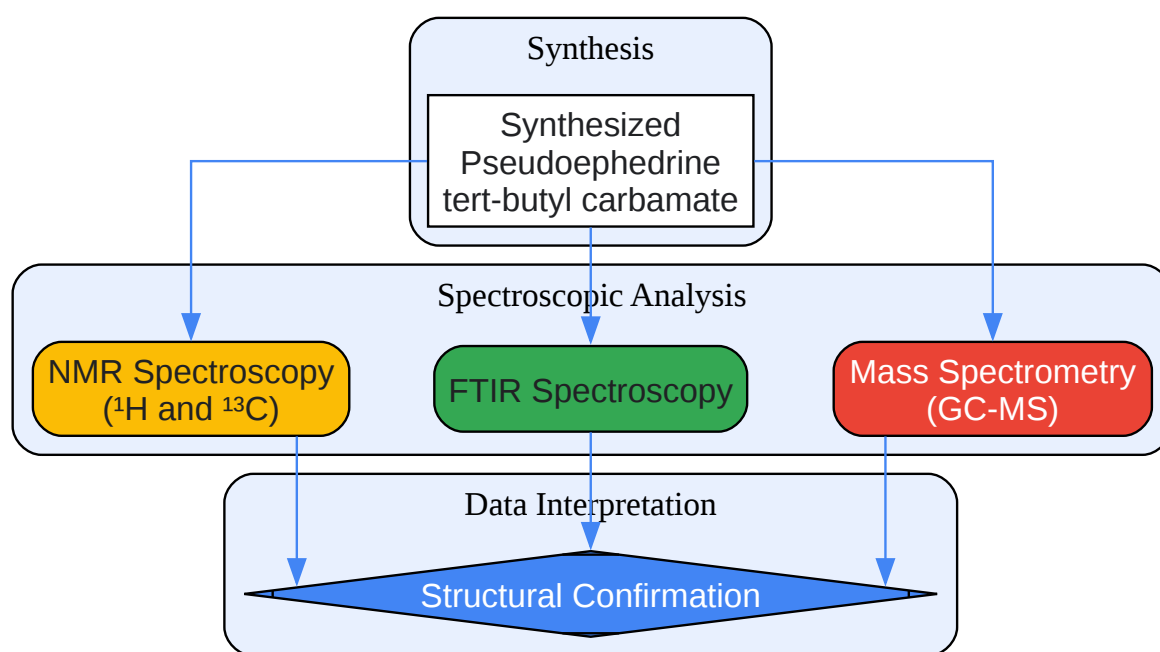 Synthesis
Synthesized
Pseudoephedrine
tert-butyl carbamate
Spectroscopic Analysis
NMR Spectroscopy
(¹H and ¹³C)
FTIR Spectroscopy
Mass Spectrometry
(GC-MS)
Data Interpretation
Structural Confirmation